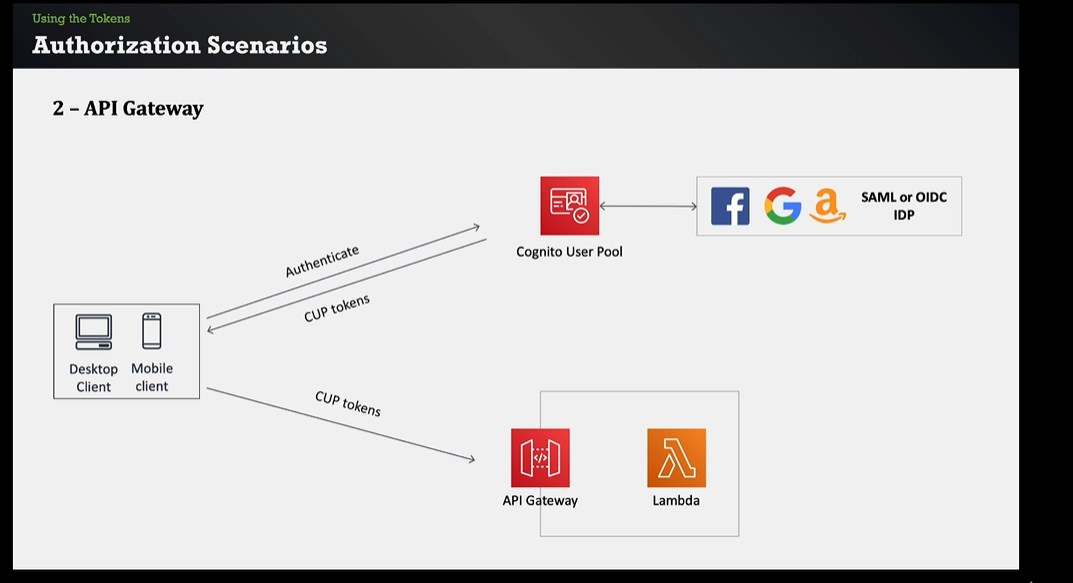 Using the Tokens
Authorization Scenarios
2 – API Gateway
SAML or OIDC
IDP
Cognito User Pool
Authenticate
CUP tokens
Desktop
Client
Mobile
client
CUP tokens
</>
API Gateway
Lambda